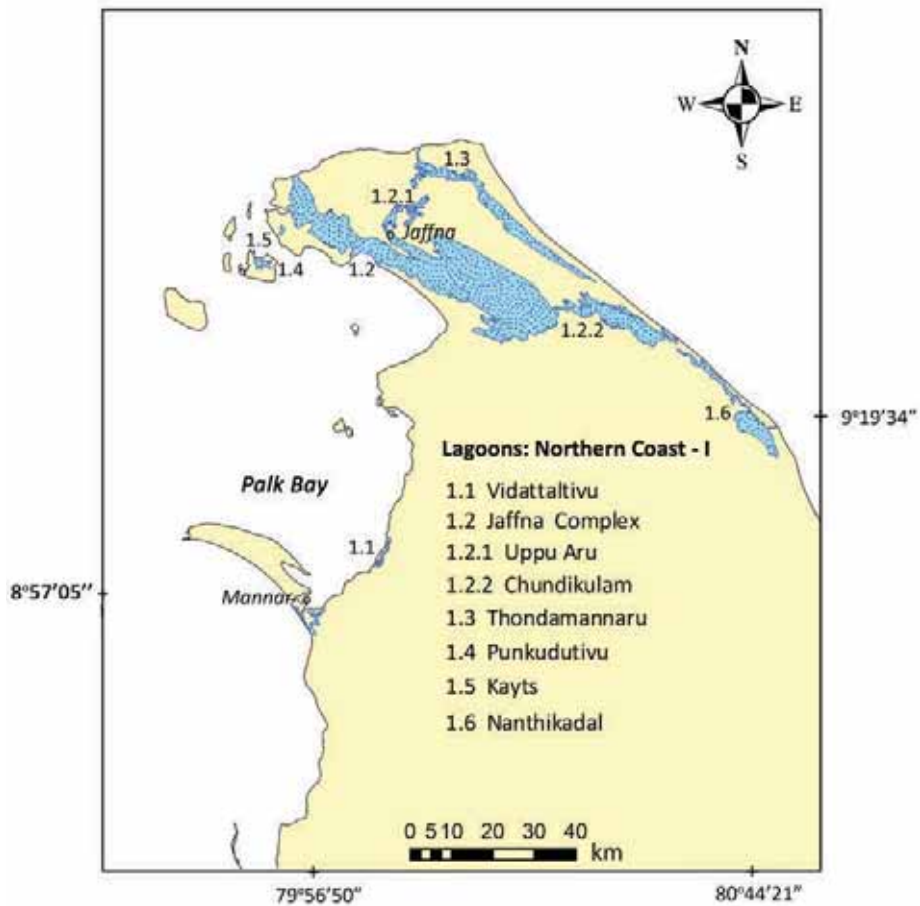 N
W E
S
1.3
1.2.1
Jaffna
1.5
1.4
1.2
1.2.2
1.6
9°19'34"
Lagoons: Northern Coast - I
Palk Bay
1.1 Vidattaltivu
1.2 Jaffna Complex
1.2.1 Uppu Aru
1.2.2 Chundikulam
1.3 Thondamannaru
1.4 Punkudutivu
1.5 Kayts
1.6 Nanthikadal
1.1
8°57'05"
Mannar
0 5 10 20 30 40
km
79°56'50"
80°44'21"